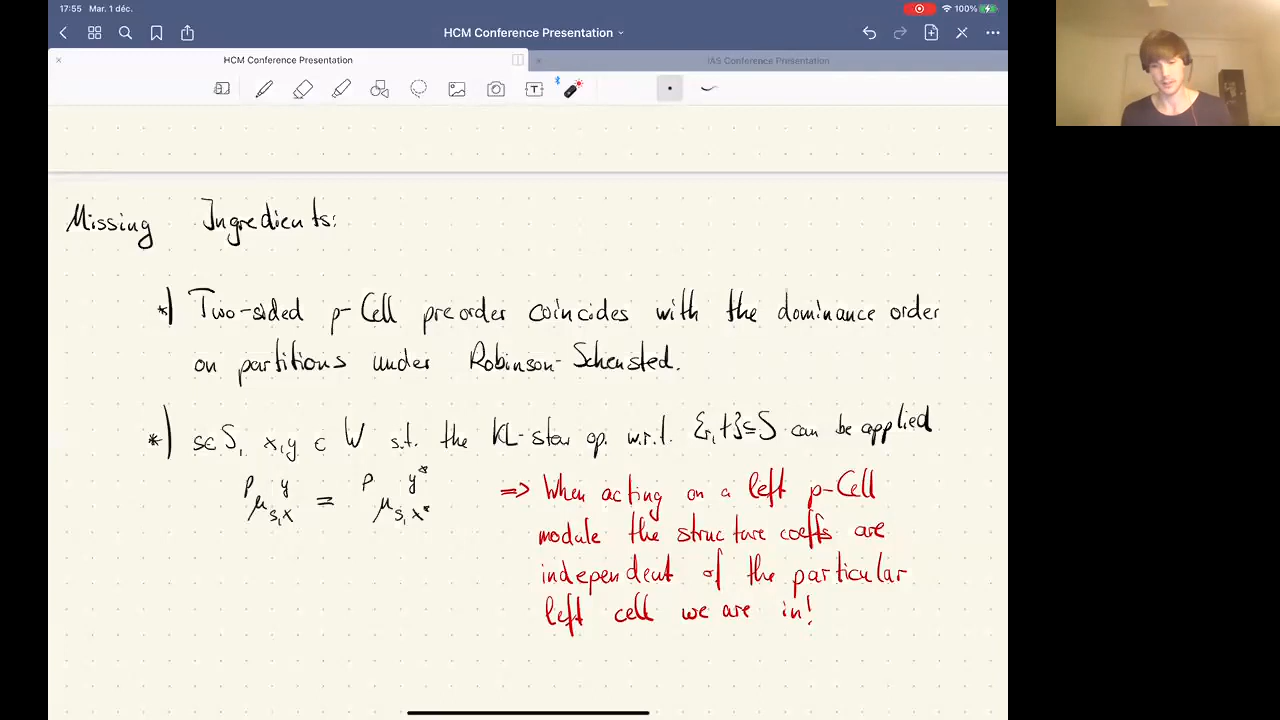 17:55 Mar. 1 déc.
100%
HCM Conference Presentation
HCM Conference Presentation
IAS Conference Presentation
Missing Ingredients:
*) Two-sided p-Cell preorder coincides with the dominance order
on partitions under Robinson-Schensted.
*) s∈S, x,y ∈ W s.t. the KL-star op. w.r.t. {r,t}⊆S can be applied
ᵖμ^y_{s,x} = ᵖμ^{y*}_{s,x*}
⇒ When acting on a left p-Cell
module the structure coeffs are
independent of the particular
left cell we are in!